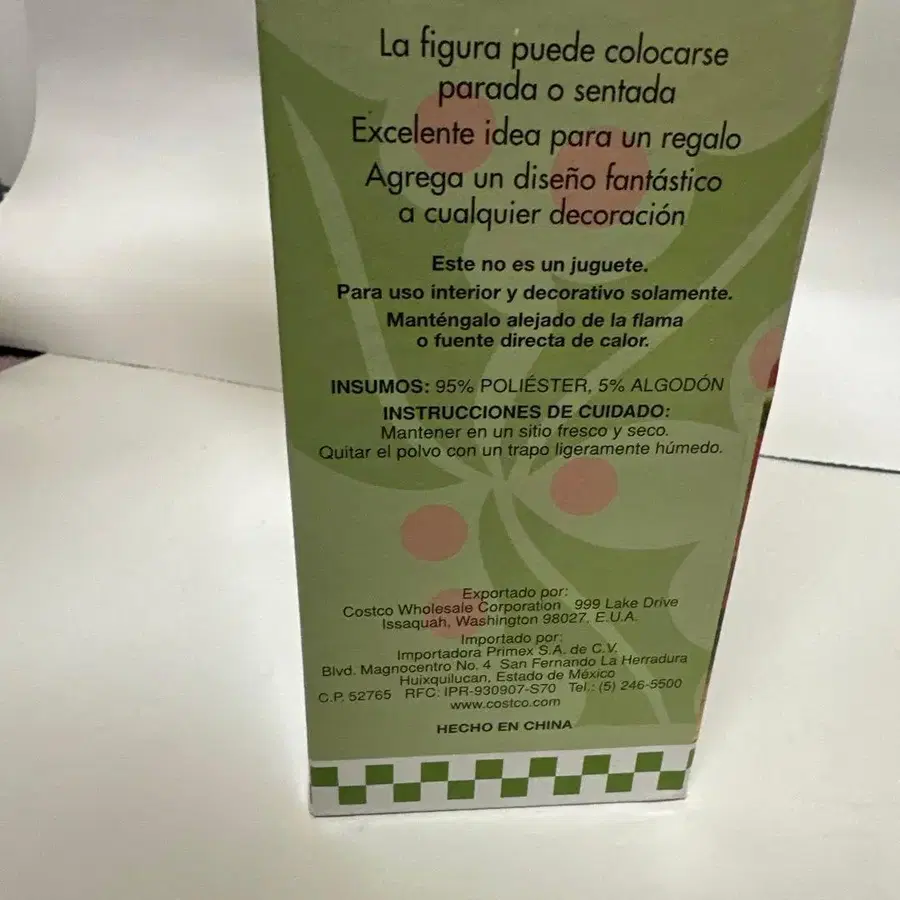 La figura puede colocarse
parada o sentada
Excelente idea para un regalo
Agrega un diseño fantástico
a cualquier decoración
Este no es un juguete.
Para uso interior y decorativo solamente.
Manténgalo alejado de la flama
o fuente directa de calor.
INSUMOS: 95% POLIÉSTER, 5% ALGODÓN
INSTRUCCIONES DE CUIDADO:
Mantener en un sitio fresco y seco.
Quitar el polvo con un trapo ligeramente húmedo.
Exportado por:
Costco Wholesale Corporation 999 Lake Drive
Issaquah, Washington 98027, E.U.A.
Importado por:
Importadora Primex S.A. de C.V.
Blvd. Magnocentro No. 4 San Fernando La Herradura
Huixquilucan, Estado de México
C.P. 52765 RFC: IPR-930907-S70 Tel.: (5) 246-5500
www.costco.com
HECHO EN CHINA